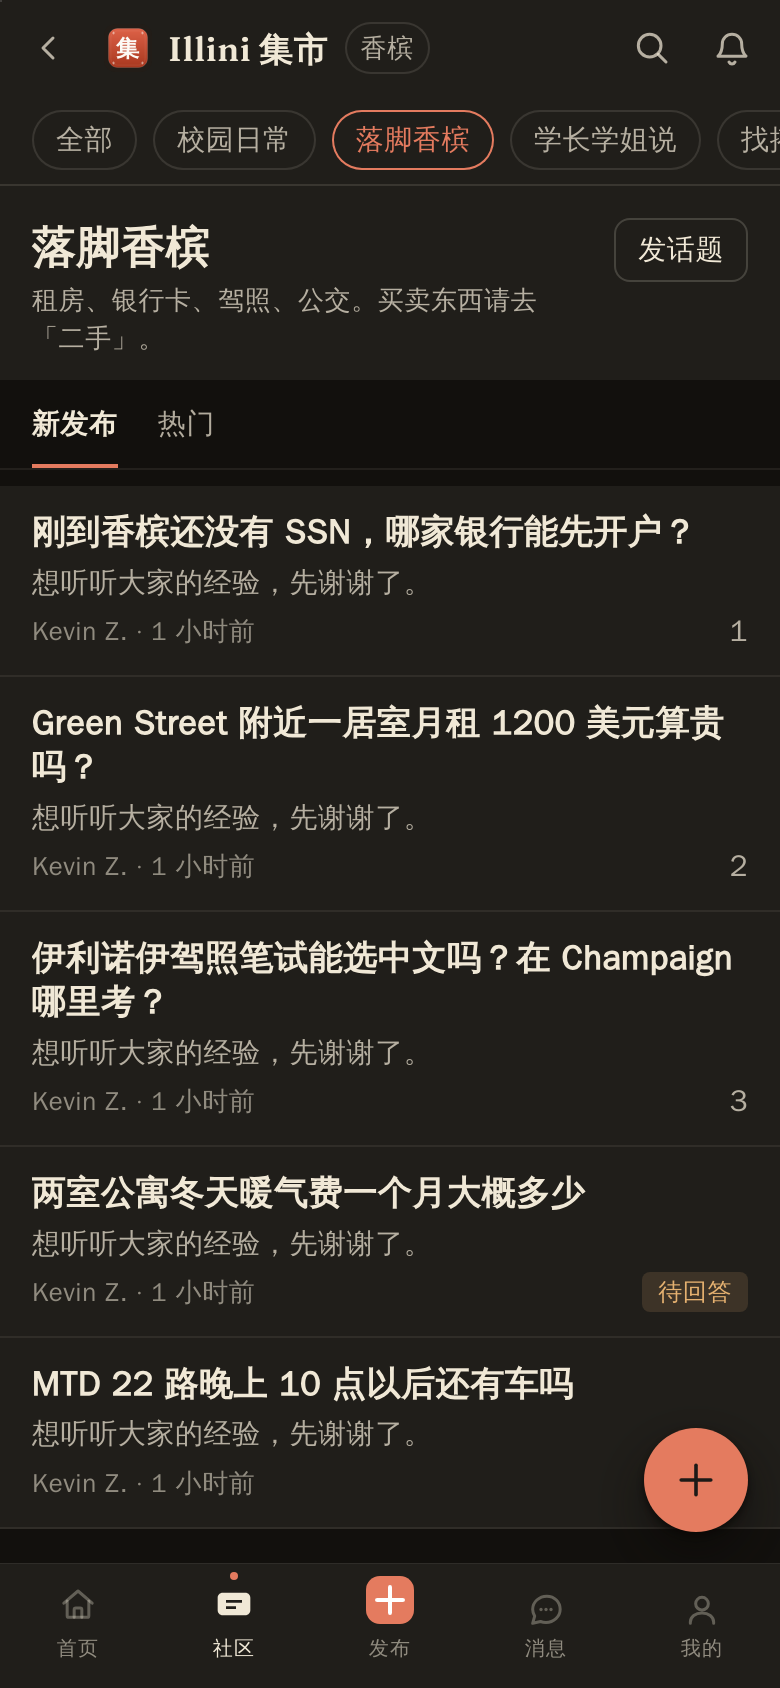 集 Illini 集市 香槟
全部 校园日常 落脚香槟 学长学姐说 找
落脚香槟 发话题
租房、银行卡、驾照、公交。买卖东西请去
「二手」。
新发布 热门
刚到香槟还没有 SSN，哪家银行能先开户？
想听听大家的经验，先谢谢了。
Kevin Z. · 1 小时前 1
Green Street 附近一居室月租 1200 美元算贵
吗？
想听听大家的经验，先谢谢了。
Kevin Z. · 1 小时前 2
伊利诺伊驾照笔试能选中文吗？在 Champaign
哪里考？
想听听大家的经验，先谢谢了。
Kevin Z. · 1 小时前 3
两室公寓冬天暖气费一个月大概多少
想听听大家的经验，先谢谢了。
Kevin Z. · 1 小时前 待回答
MTD 22 路晚上 10 点以后还有车吗
想听听大家的经验，先谢谢了。
Kevin Z. · 1 小时前
首页 社区 发布 消息 我的